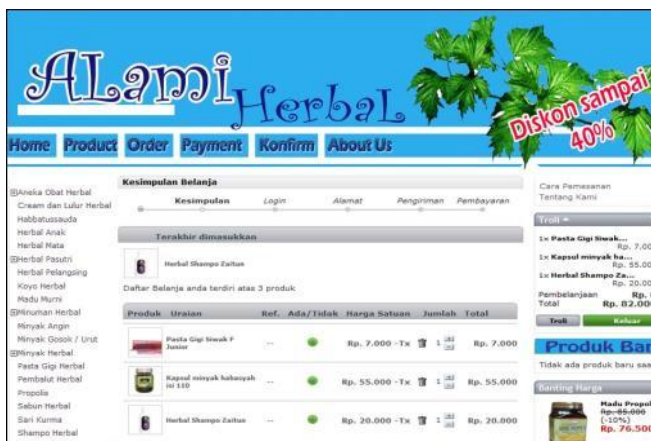 ALami Herbal
Diskon sampai
40%
Home Product Order Payment Konfirm About Us
Aneka Obat Herbal
Cream dan Lulur Herbal
Habbatussauda
Herbal Anak
Herbal Mata
Herbal Pasutri
Herbal Pelangsing
Koyo Herbal
Madu Murni
Minuman Herbal
Minyak Angin
Minyak Gosok / Urut
Minyak Herbal
Pasta Gigi Herbal
Pembalut Herbal
Propolis
Sabun Herbal
Sari Kurma
Shampo Herbal
Kesimpulan Belanja
Kesimpulan Login Alamat Pengiriman Pembayaran
Terakhir dimasukkan
Herbal Shampo Zaitun
Daftar Belanja anda terdiri atas 3 produk
Produk Uraian Ref. Ada/Tidak Harga Satuan Jumlah Total
Pasta Gigi Siwak F
Junior
-- Rp. 7.000 -Tx 1 Rp. 7.000
Kapsul minyak habasyah
isi 110
-- Rp. 55.000 -Tx 1 Rp. 55.000
Herbal Shampo Zaitun -- Rp. 20.000 -Tx 1 Rp. 20.000
Cara Pemesanan
Tentang Kami
Troli
1x Pasta Gigi Siwak...
Rp. 7.00
1x Kapsul minyak ha...
Rp. 55.00
1x Herbal Shampo Za...
Rp. 20.00
Pembelanjaan Rp.
Total Rp. 82.00
Troli Keluar
Produk Bar
Tidak ada produk baru saa
Banting Harga
Madu Propol
Rp. 85.000
(-10%)
Rp. 76.500